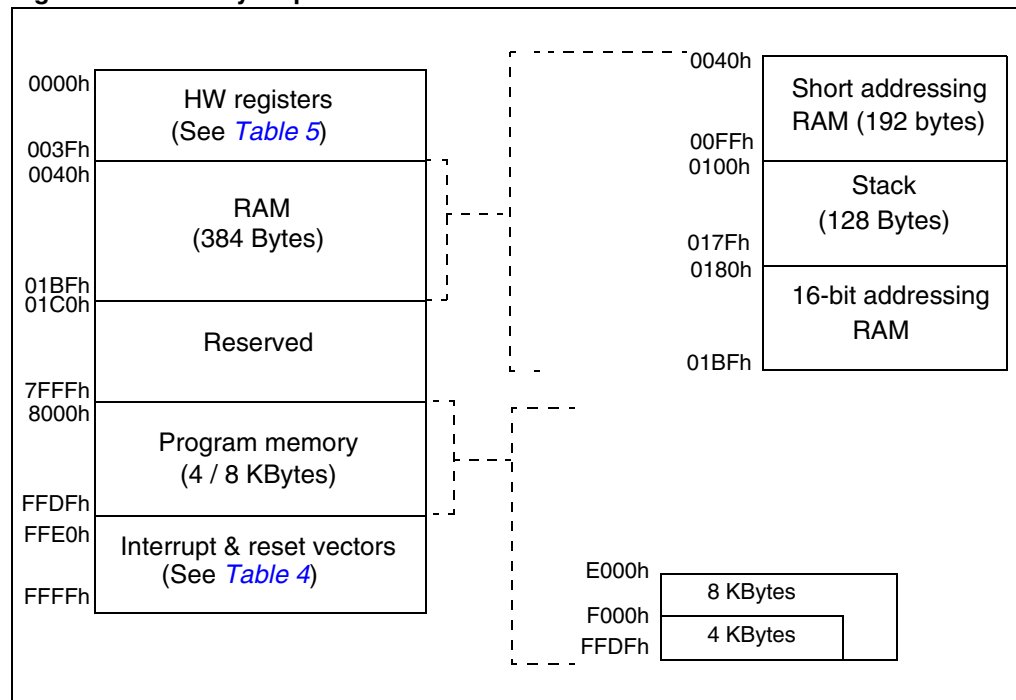 0000h
HW registers
(See Table 5)
003Fh
0040h
RAM
(384 Bytes)
01BFh
01C0h
Reserved
7FFFh
8000h
Program memory
(4 / 8 KBytes)
FFDFh
FFE0h
Interrupt & reset vectors
(See Table 4)
FFFFh
0040h
Short addressing
RAM (192 bytes)
00FFh
0100h
Stack
(128 Bytes)
017Fh
0180h
16-bit addressing
RAM
01BFh
E000h
8 KBytes
F000h
4 KBytes
FFDFh